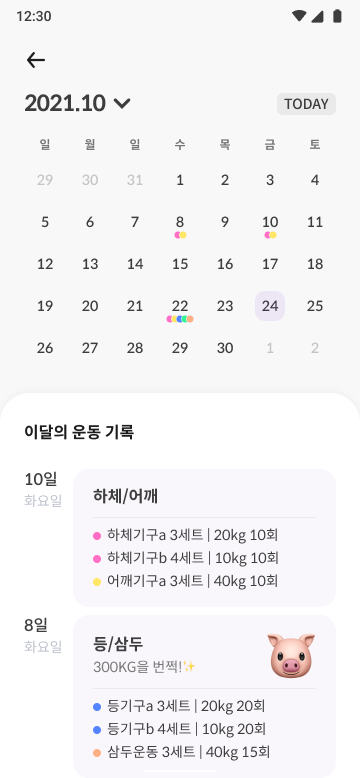 12:30
2021.10 TODAY
일 월 일 수 목 금 토
29 30 31 1 2 3 4
5 6 7 8 9 10 11
12 13 14 15 16 17 18
19 20 21 22 23 24 25
26 27 28 29 30 1 2
이달의 운동 기록
10일
화요일
하체/어깨
하체기구a 3세트 | 20kg 10회
하체기구b 4세트 | 10kg 10회
어깨기구a 3세트 | 40kg 10회
8일
화요일
등/삼두
300KG을 번쩍!✨
등기구a 3세트 | 20kg 20회
등기구b 4세트 | 10kg 20회
삼두운동 3세트 | 40kg 15회